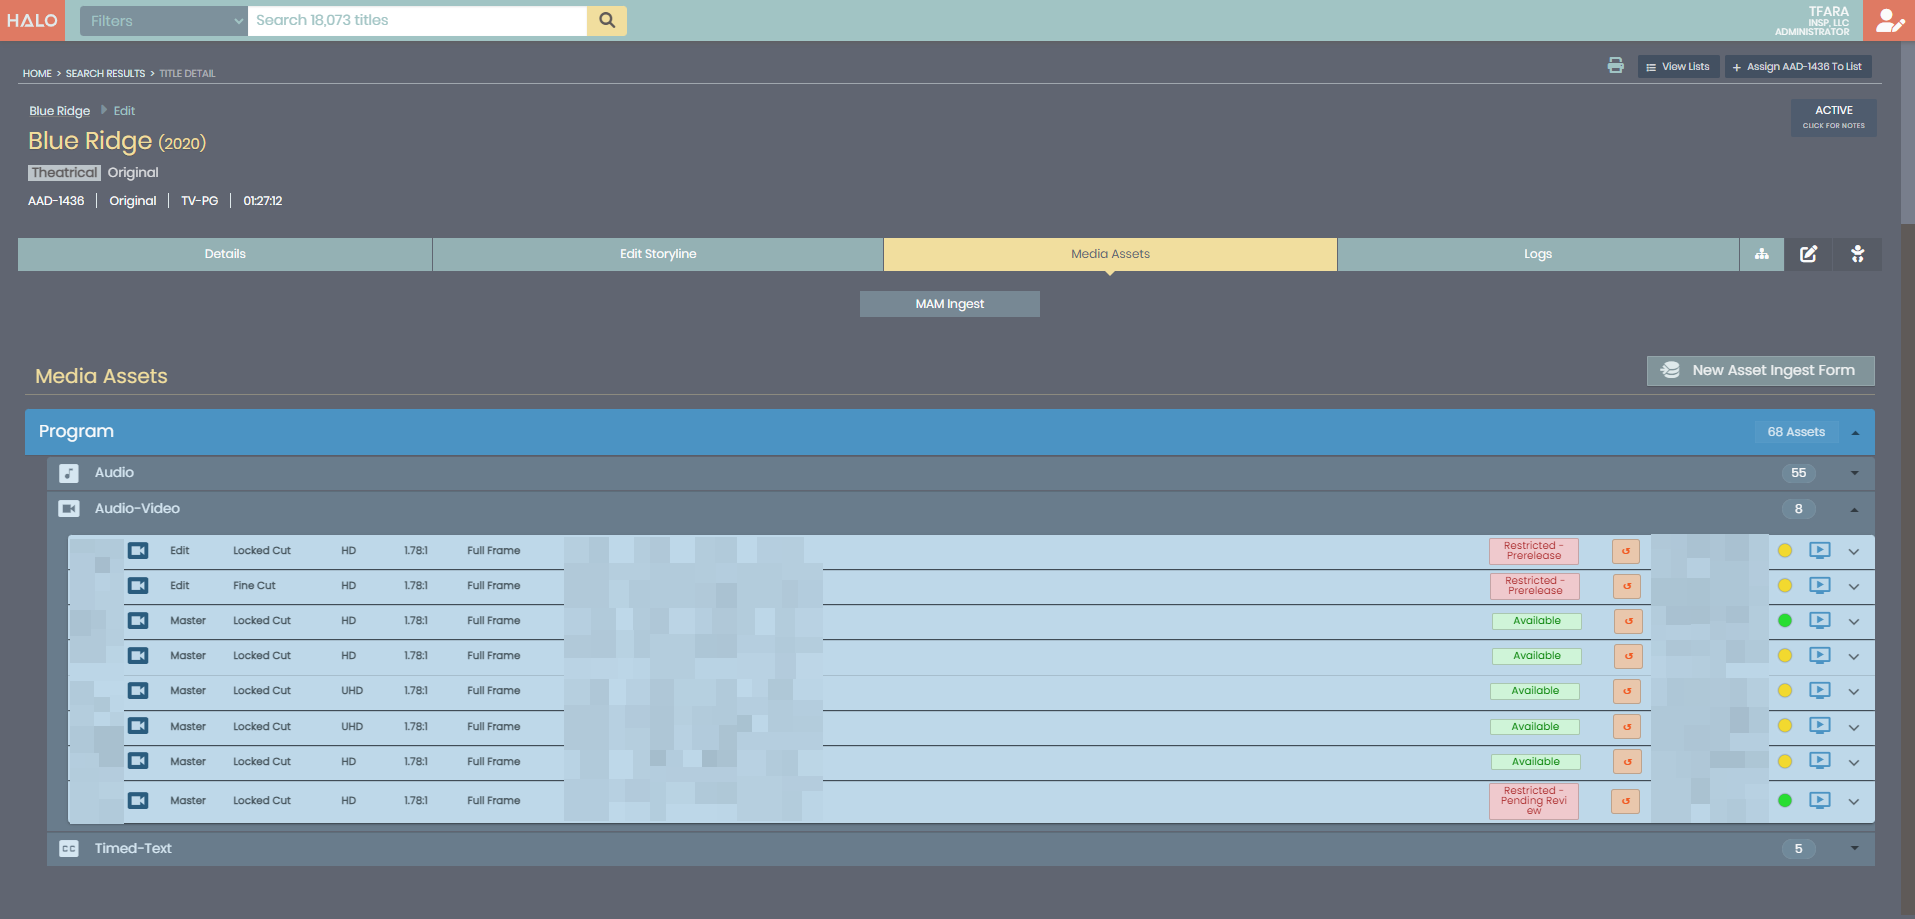 HALO Filters Search 18,073 titles
TFARA
INSP, LLC
ADMINISTRATOR
HOME > SEARCH RESULTS > TITLE DETAIL
View Lists
+ Assign AAD-1436 To List
Blue Ridge Edit
ACTIVE
CLICK FOR NOTES
Blue Ridge (2020)
Theatrical Original
AAD-1436 | Original | TV-PG | 01:27:12
Details Edit Storyline Media Assets Logs
MAM Ingest
Media Assets
New Asset Ingest Form
Program 68 Assets
Audio 55
Audio-Video 8
Edit Locked Cut HD 1.78:1 Full Frame Restricted -
Prerelease
Edit Fine Cut HD 1.78:1 Full Frame Restricted -
Prerelease
Master Locked Cut HD 1.78:1 Full Frame Available
Master Locked Cut HD 1.78:1 Full Frame Available
Master Locked Cut UHD 1.78:1 Full Frame Available
Master Locked Cut UHD 1.78:1 Full Frame Available
Master Locked Cut HD 1.78:1 Full Frame Available
Master Locked Cut HD 1.78:1 Full Frame Restricted -
Pending Revi
ew
CC Timed-Text 5